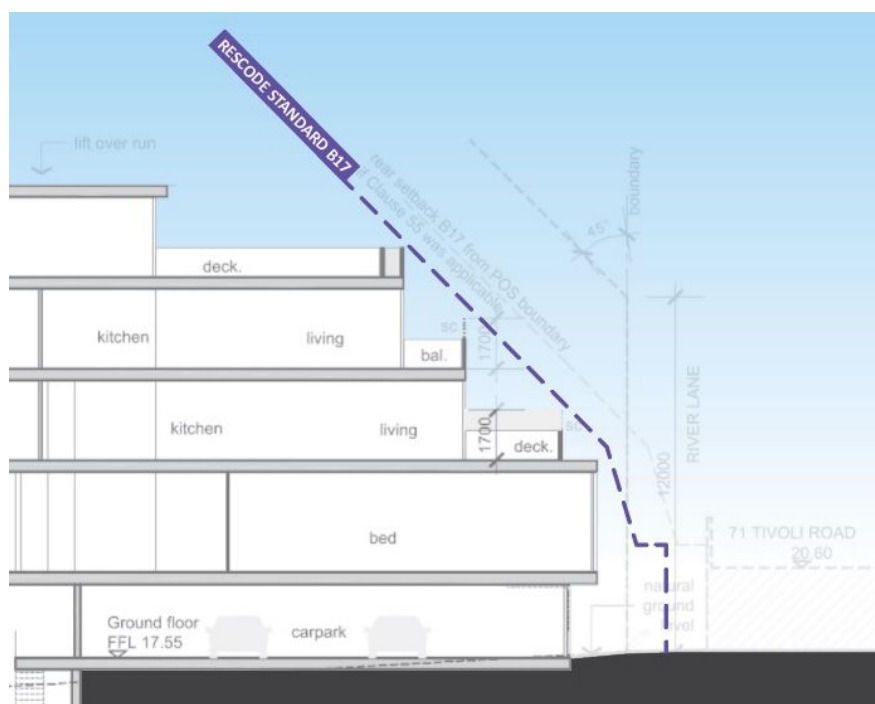 RESCODE STANDARD B17
lift over run
rear setback B17 from POS boundary
if Clause 55 was applicable
boundary
45°
deck.
kitchen
living
sc
1700
bal.
RIVER LANE
12000
kitchen
living
1700
sc
deck.
bed
71 TIVOLI ROAD
20.60
natural
ground
level
Ground floor
FFL 17.55
carpark